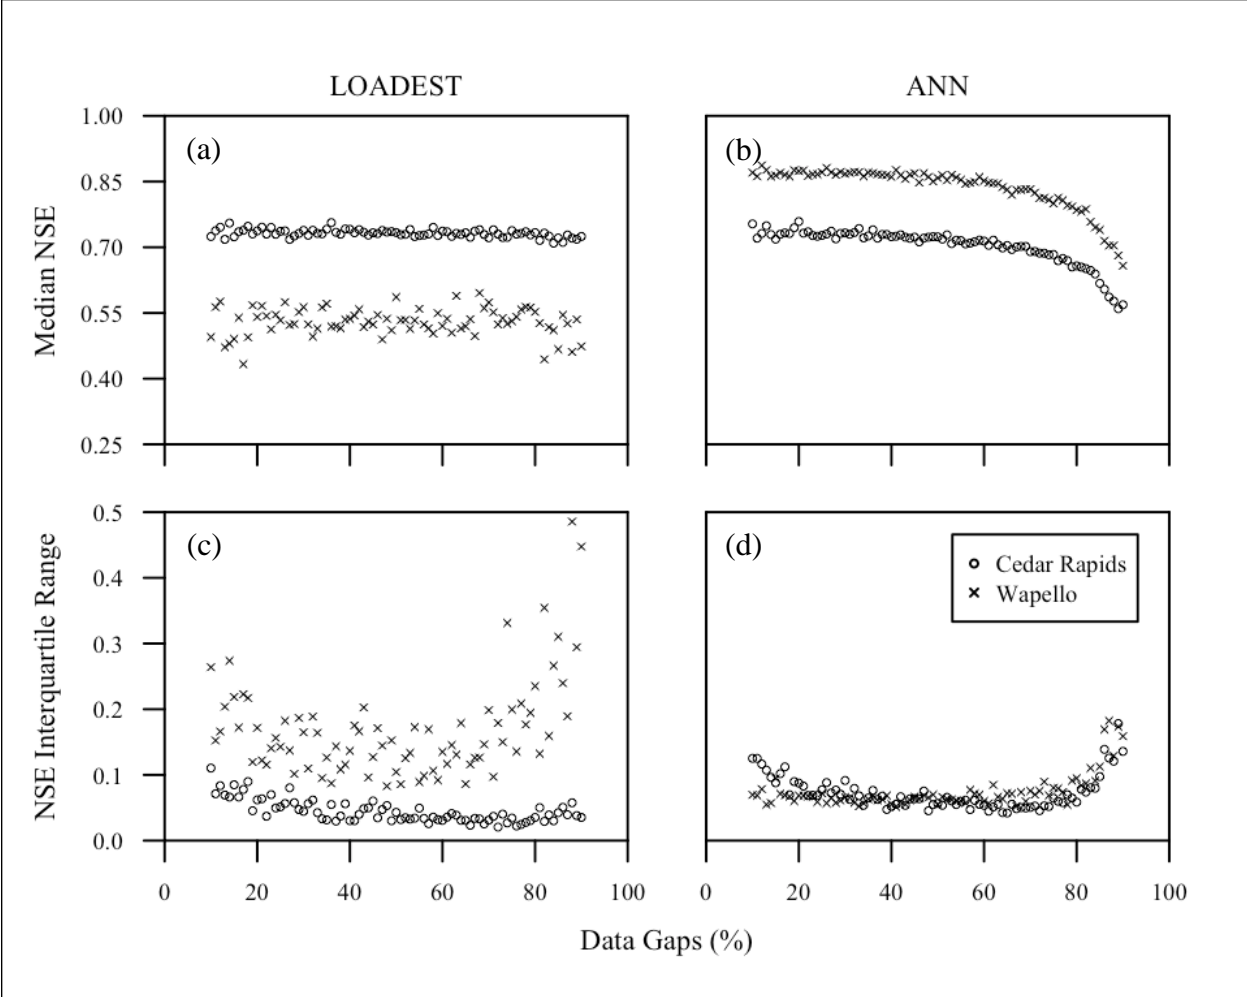 LOADEST
ANN
Median NSE
1.00
0.85
0.70
0.55
0.40
0.25
(a)
(b)
NSE Interquartile Range
0.5
0.4
0.3
0.2
0.1
0.0
(c)
(d)
Cedar Rapids
Wapello
0 20 40 60 80 100
0 20 40 60 80 100
Data Gaps (%)